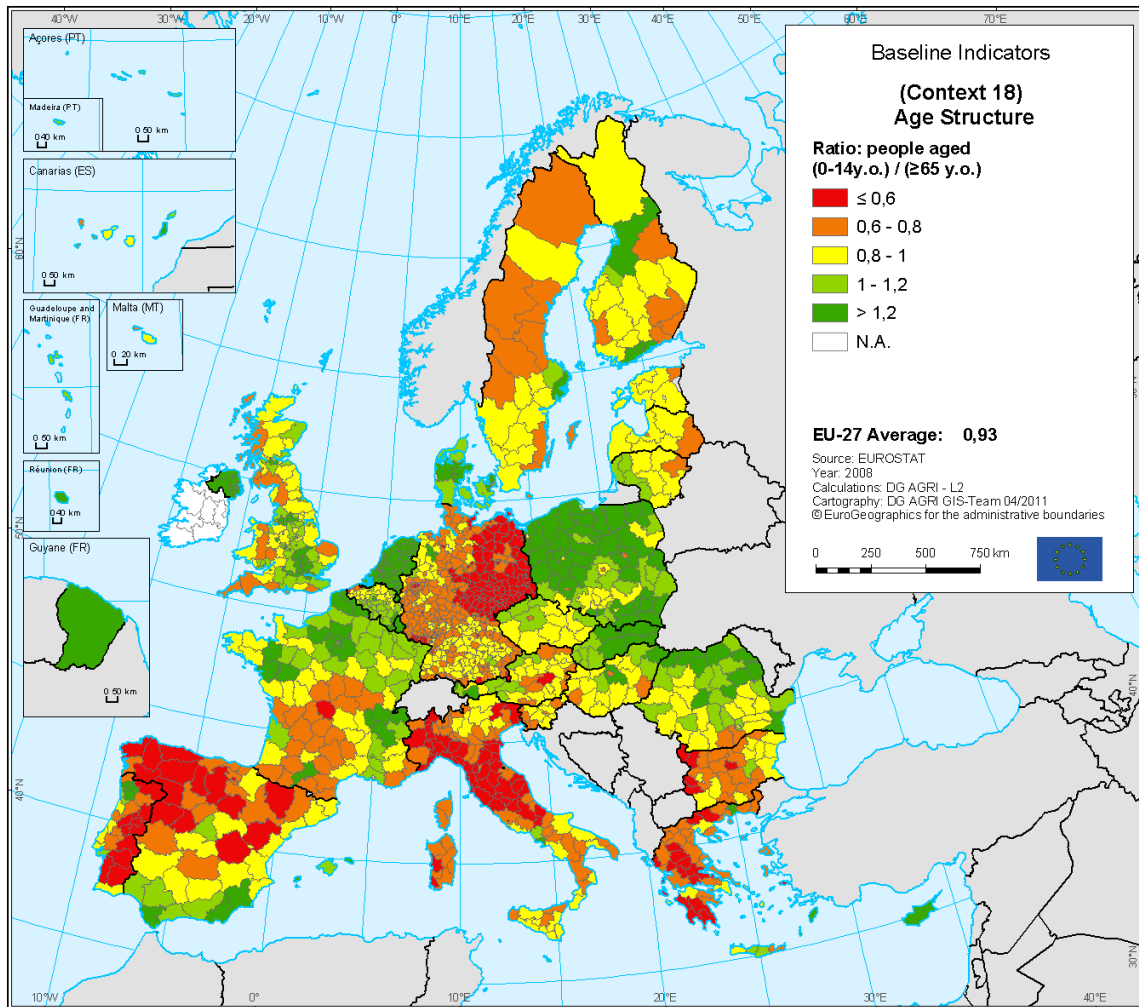 40°W
30°W
20°W
10°W
0°
10°E
20°E
30°E
40°E
50°E
60°E
70°E
Açores (PT)
Madeira (PT)
0 40 km
0 50 km
Canarias (ES)
0 50 km
Guadeloupe and
Martinique (FR)
0 50 km
Malta (MT)
0 20 km
Réunion (FR)
0 40 km
Guyane (FR)
0 50 km
60°N
50°N
40°N
Baseline Indicators
(Context 18)
Age Structure
Ratio: people aged
(0-14y.o.) / (≥65 y.o.)
≤ 0,6
0,6 - 0,8
0,8 - 1
1 - 1,2
> 1,2
N.A.
EU-27 Average: 0,93
Source: EUROSTAT
Year: 2008
Calculations: DG AGRI - L2
Cartography: DG AGRI GIS-Team 04/2011
© EuroGeographics for the administrative boundaries
0 250 500 750 km
40°N
10°W
0°
10°E
20°E
30°E
40°E